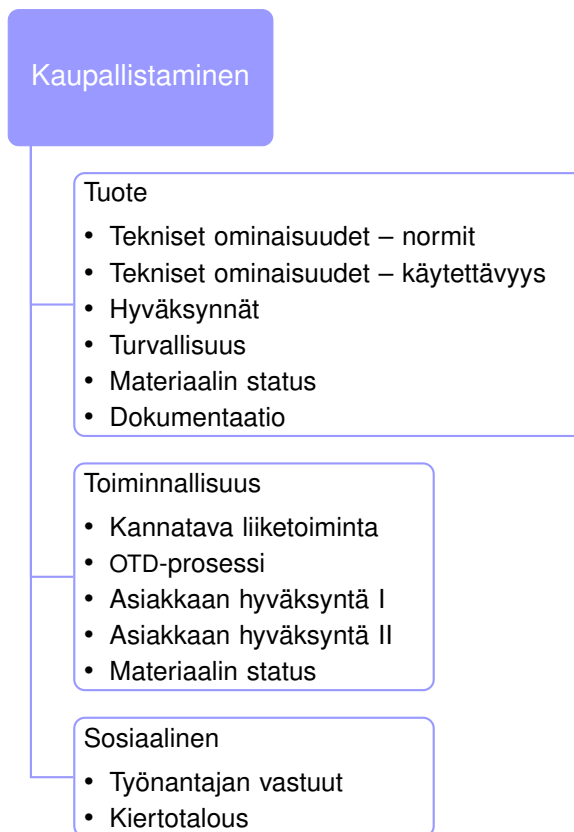 Kaupallistaminen
Tuote
• Tekniset ominaisuudet – normit
• Tekniset ominaisuudet – käytettävyys
• Hyväksynnät
• Turvallisuus
• Materiaalin status
• Dokumentaatio
Toiminnallisuus
• Kannatava liiketoiminta
• OTD-prosessi
• Asiakkaan hyväksyntä I
• Asiakkaan hyväksyntä II
• Materiaalin status
Sosiaalinen
• Työnantajan vastuut
• Kiertotalous